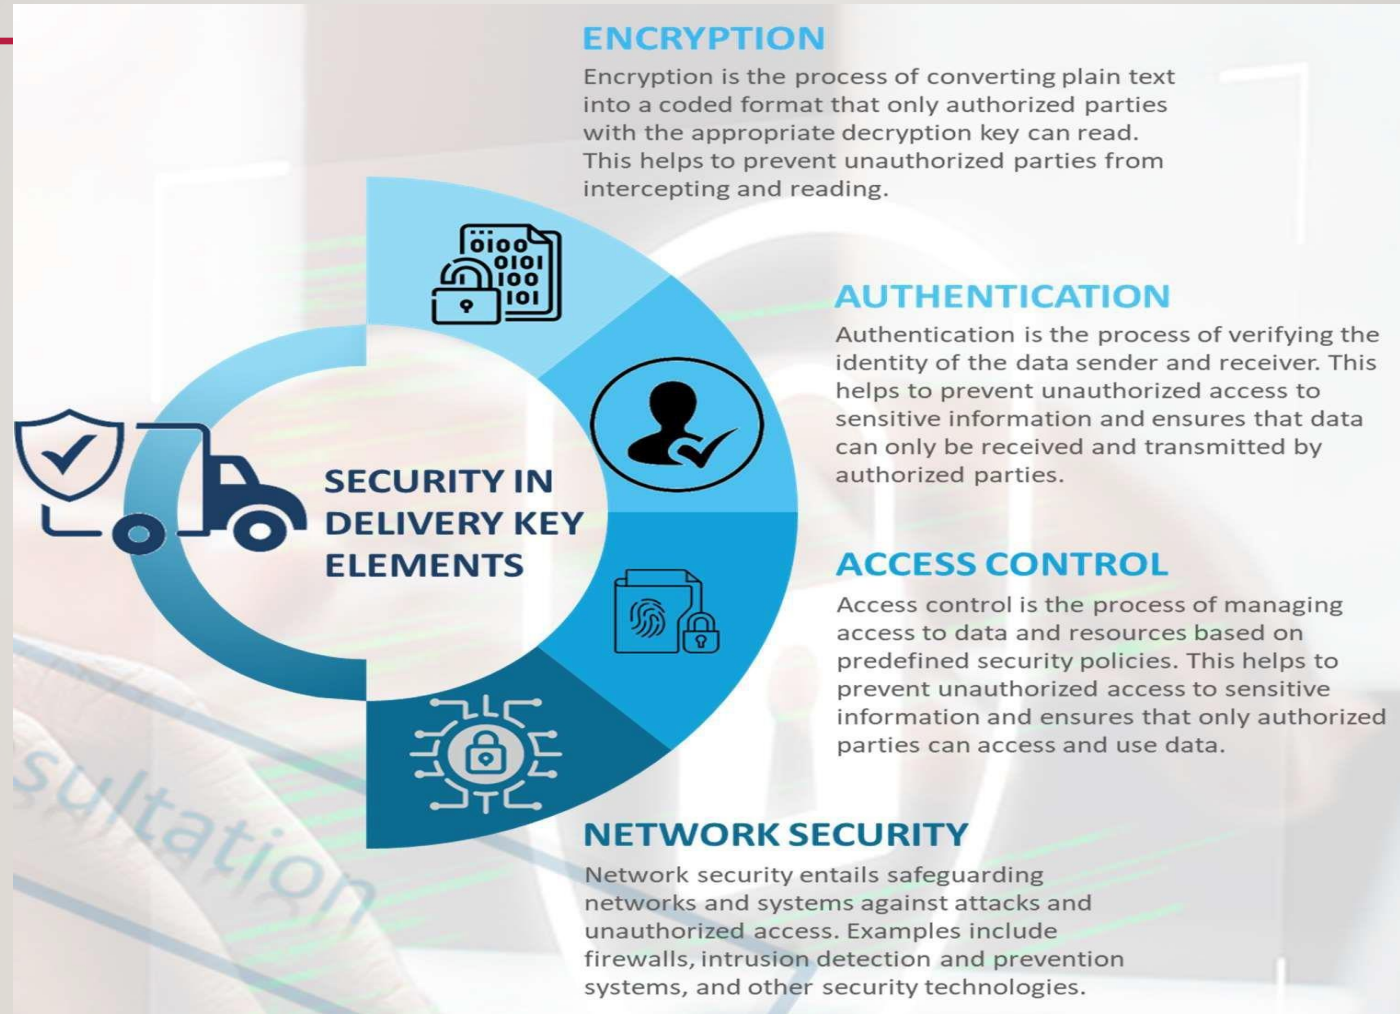 ENCRYPTION
Encryption is the process of converting plain text
into a coded format that only authorized parties
with the appropriate decryption key can read.
This helps to prevent unauthorized parties from
intercepting and reading.
0100
0101
100
101
AUTHENTICATION
Authentication is the process of verifying the
identity of the data sender and receiver. This
helps to prevent unauthorized access to
sensitive information and ensures that data
can only be received and transmitted by
authorized parties.
SECURITY IN
DELIVERY KEY
ELEMENTS
ACCESS CONTROL
Access control is the process of managing
access to data and resources based on
predefined security policies. This helps to
prevent unauthorized access to sensitive
information and ensures that only authorized
parties can access and use data.
sultation
NETWORK SECURITY
Network security entails safeguarding
networks and systems against attacks and
unauthorized access. Examples include
firewalls, intrusion detection and prevention
systems, and other security technologies.